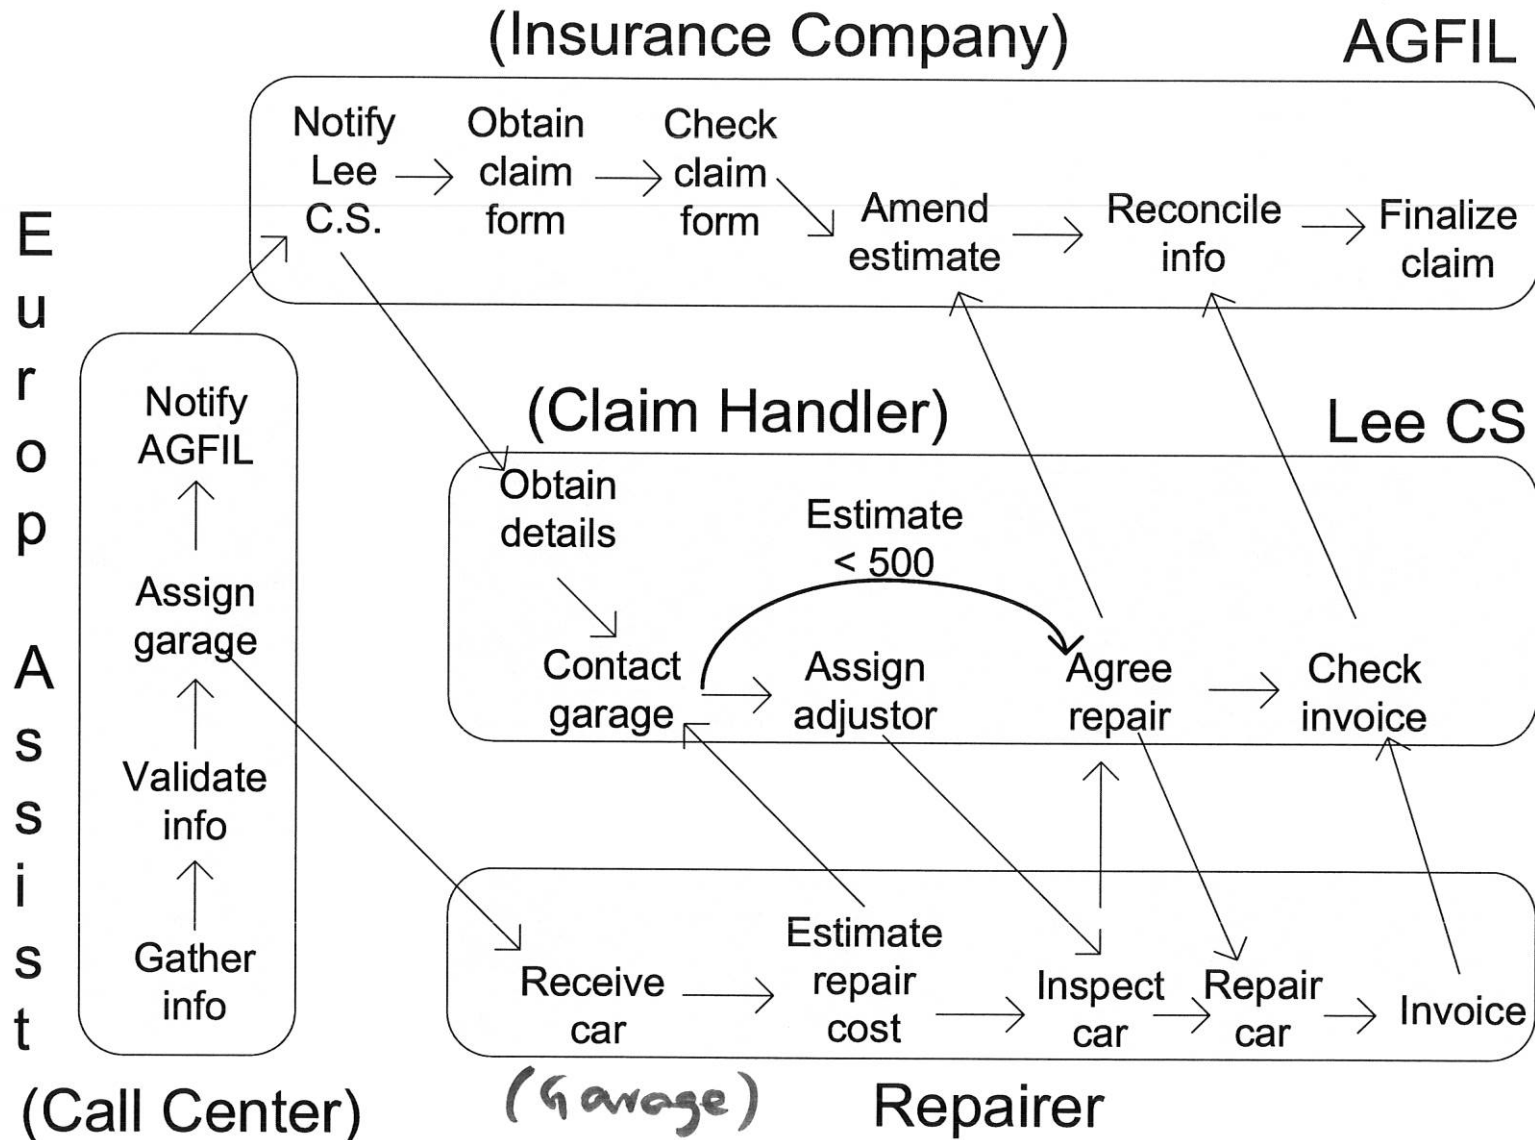 (Insurance Company)
AGFIL
Notify
Lee
C.S.
Obtain
claim
form
Check
claim
form
Amend
estimate
Reconcile
info
Finalize
claim
Europ
Assist
Notify
AGFIL
Assign
garage
Validate
info
Gather
info
(Call Center)
(Claim Handler)
Lee CS
Obtain
details
Estimate
< 500
Contact
garage
Assign
adjustor
Agree
repair
Check
invoice
Receive
car
Estimate
repair
cost
Inspect
car
Repair
car
Invoice
(Garage)
Repairer